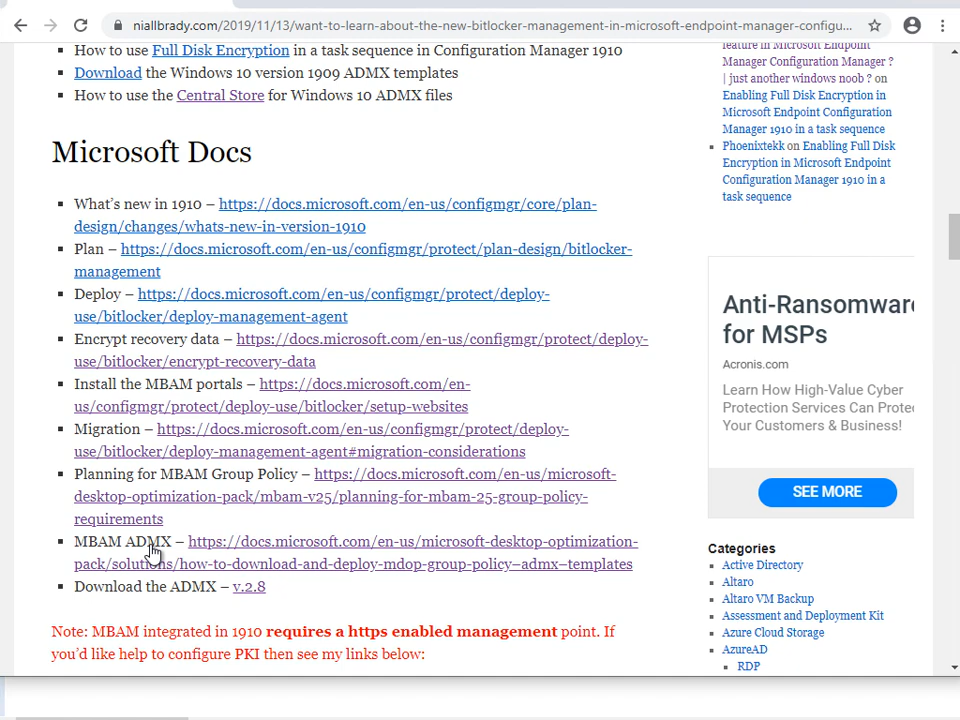 niallbrady.com/2019/11/13/want-to-learn-about-the-new-bitlocker-management-in-microsoft-endpoint-manager-configu...
How to use Full Disk Encryption in a task sequence in Configuration Manager 1910
Download the Windows 10 version 1909 ADMX templates
How to use the Central Store for Windows 10 ADMX files
Microsoft Docs
What's new in 1910 – https://docs.microsoft.com/en-us/configmgr/core/plan-
design/changes/whats-new-in-version-1910
Plan – https://docs.microsoft.com/en-us/configmgr/protect/plan-design/bitlocker-
management
Deploy – https://docs.microsoft.com/en-us/configmgr/protect/deploy-
use/bitlocker/deploy-management-agent
Encrypt recovery data – https://docs.microsoft.com/en-us/configmgr/protect/deploy-
use/bitlocker/encrypt-recovery-data
Install the MBAM portals – https://docs.microsoft.com/en-
us/configmgr/protect/deploy-use/bitlocker/setup-websites
Migration – https://docs.microsoft.com/en-us/configmgr/protect/deploy-
use/bitlocker/deploy-management-agent#migration-considerations
Planning for MBAM Group Policy – https://docs.microsoft.com/en-us/microsoft-
desktop-optimization-pack/mbam-v25/planning-for-mbam-25-group-policy-
requirements
MBAM ADMX – https://docs.microsoft.com/en-us/microsoft-desktop-optimization-
pack/solutions/how-to-download-and-deploy-mdop-group-policy–admx–templates
Download the ADMX – v.2.8
Note: MBAM integrated in 1910 requires a https enabled management point. If
you'd like help to configure PKI then see my links below:
feature in Microsoft Endpoint
Manager Configuration Manager ?
| just another windows noob ? on
Enabling Full Disk Encryption in
Microsoft Endpoint Configuration
Manager 1910 in a task sequence
Phoenixtekk on Enabling Full Disk
Encryption in Microsoft Endpoint
Configuration Manager 1910 in a
task sequence
Anti-Ransomware
for MSPs
Acronis.com
Learn How High-Value Cyber
Protection Services Can Prote
Your Customers & Business!
SEE MORE
Categories
Active Directory
Altaro
Altaro VM Backup
Assessment and Deployment Kit
Azure Cloud Storage
AzureAD
RDP